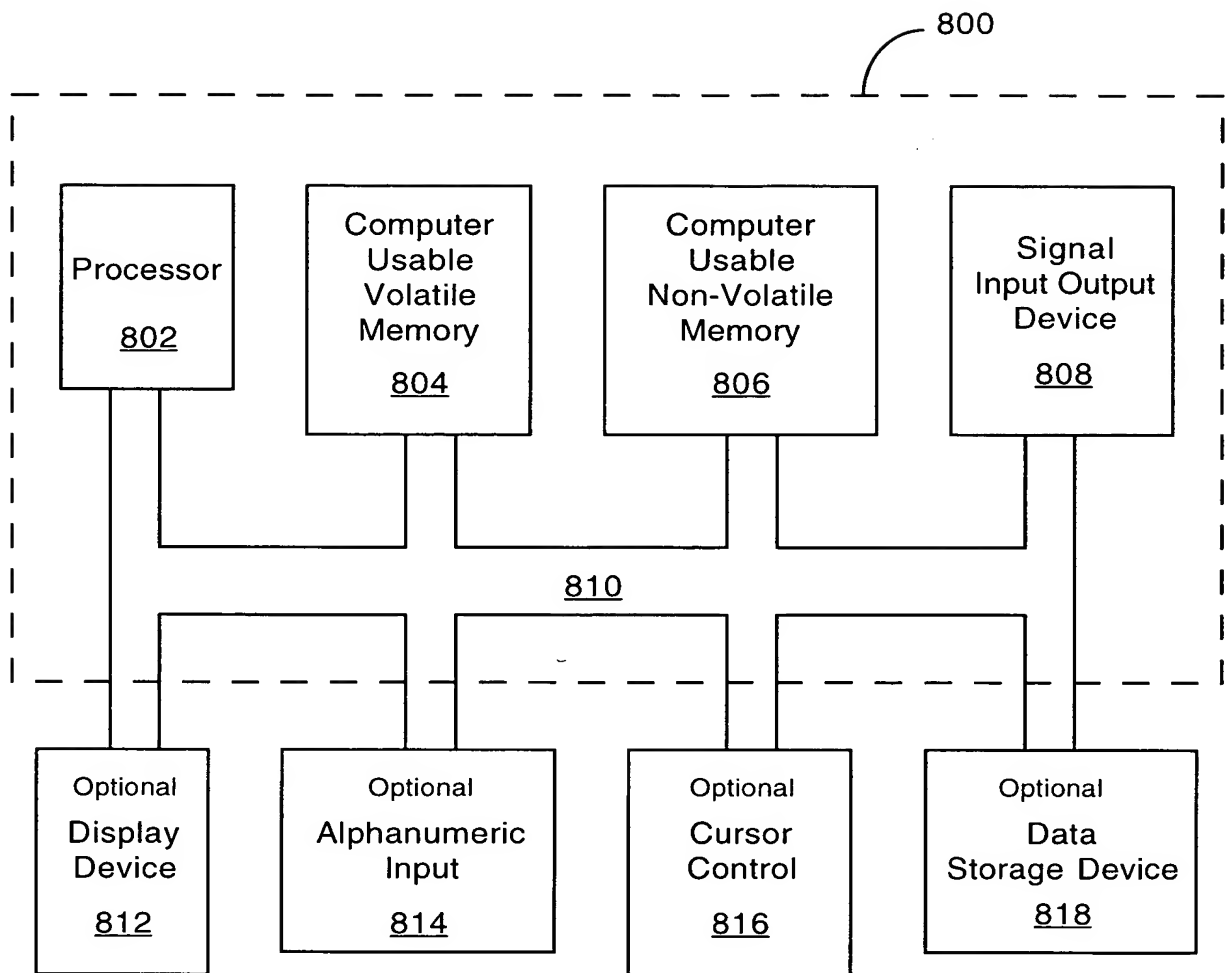 800
Processor
802
Computer
Usable
Volatile
Memory
804
Computer
Usable
Non-Volatile
Memory
806
Signal
Input Output
Device
808
810
Optional
Display
Device
812
Optional
Alphanumeric
Input
814
Optional
Cursor
Control
816
Optional
Data
Storage Device
818